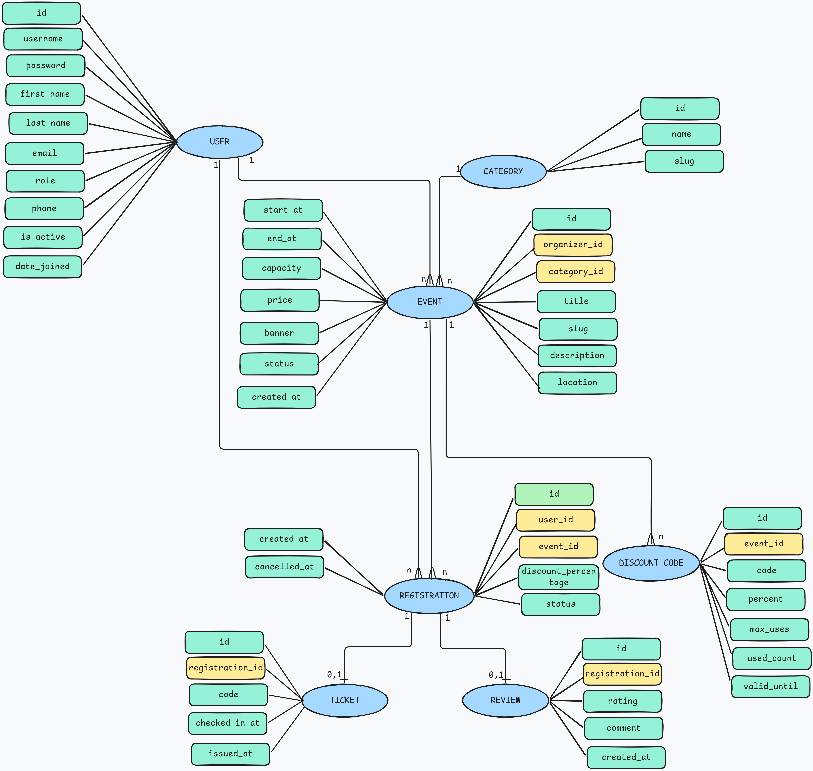 id
username
password
first name
last name
email
role
phone
is active
date_joined
USER
1
1
CATEGORY
1
id
name
slug
start at
end_at
capacity
price
banner
status
created at
n
n
EVENT
1
1
id
organizer_id
category_id
title
slug
description
location
created at
cancelled_at
n
n
REGISTRATION
1
1
id
user_id
event_id
discount_percen
tage
status
n
DISCOUNT CODE
id
event_id
code
percent
max_uses
used_count
valid_until
id
registration_id
code
checked in at
issued_at
0,1
TICKET
0,1
REVIEW
id
registration_id
rating
comment
created_at